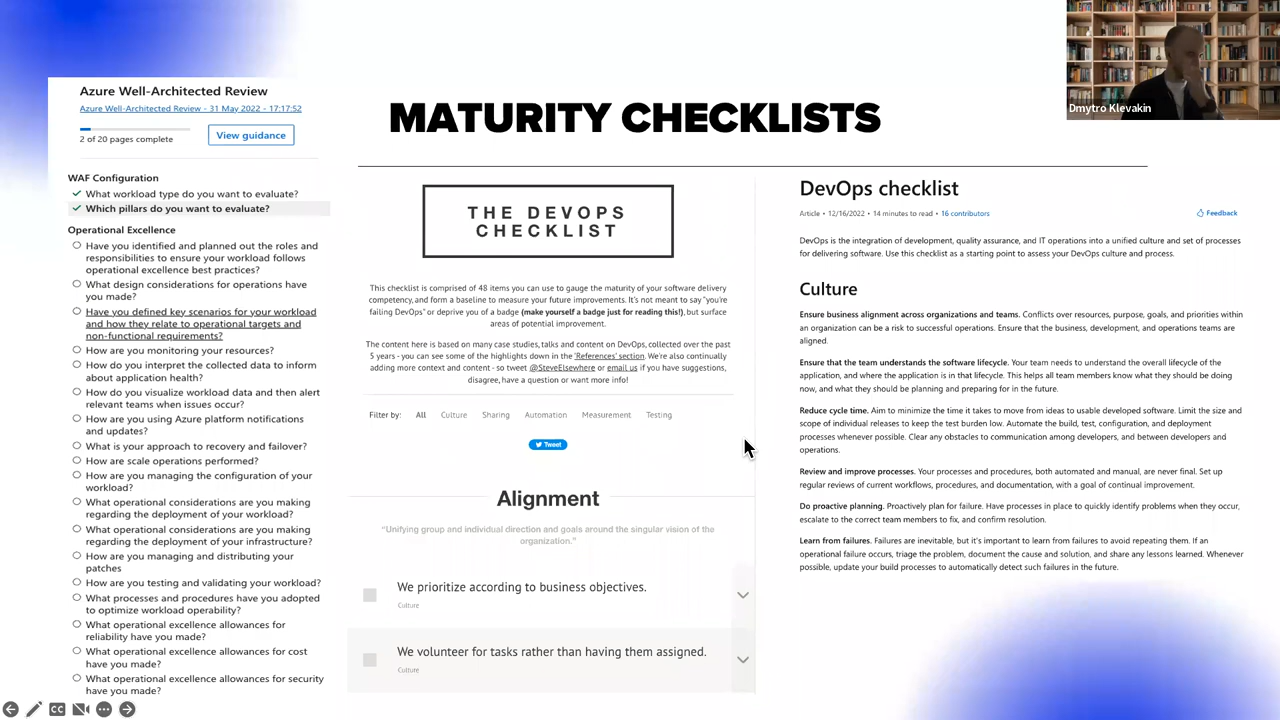 Azure Well-Architected Review
Azure Well-Architected Review - 31 May 2022 - 17:17:52
2 of 20 pages complete
View guidance
WAF Configuration
What workload type do you want to evaluate?
Which pillars do you want to evaluate?
Operational Excellence
Have you identified and planned out the roles and
responsibilities to ensure your workload follows
operational excellence best practices?
What design considerations for operations have
you made?
Have you defined key scenarios for your workload
and how they relate to operational targets and
non-functional requirements?
How are you monitoring your resources?
How do you interpret the collected data to inform
about application health?
How do you visualize workload data and then alert
relevant teams when issues occur?
How are you using Azure platform notifications
and updates?
What is your approach to recovery and failover?
How are scale operations performed?
How are you managing the configuration of your
workload?
What operational considerations are you making
regarding the deployment of your workload?
What operational considerations are you making
regarding the deployment of your infrastructure?
How are you managing and distributing your
patches
How are you testing and validating your workload?
What processes and procedures have you adopted
to optimize workload operability?
What operational excellence allowances for
reliability have you made?
What operational excellence allowances for cost
have you made?
What operational excellence allowances for security
have you made?
MATURITY CHECKLISTS
THE DEVOPS
CHECKLIST
This checklist is comprised of 48 items you can use to gauge the maturity of your software delivery
competency, and form a baseline to measure your future improvements. It's not meant to say "you're
failing DevOps" or deprive you of a badge (make yourself a badge just for reading this!), but surface
areas of potential improvement.
The content here is based on many case studies, talks and content on DevOps, collected over the past
5 years - you can see some of the highlights down in the 'References' section. We're also continually
adding more context and content - so tweet @SteveElsewhere or email us if you have suggestions,
disagree, have a question or want more info!
Filter by: All Culture Sharing Automation Measurement Testing
Tweet
Alignment
"Unifying group and individual direction and goals around the singular vision of the
organization."
We prioritize according to business objectives.
Culture
We volunteer for tasks rather than having them assigned.
Culture
DevOps checklist
Article • 12/16/2022 • 14 minutes to read • 16 contributors
Feedback
DevOps is the integration of development, quality assurance, and IT operations into a unified culture and set of processes
for delivering software. Use this checklist as a starting point to assess your DevOps culture and process.
Culture
Ensure business alignment across organizations and teams. Conflicts over resources, purpose, goals, and priorities within
an organization can be a risk to successful operations. Ensure that the business, development, and operations teams are
aligned.
Ensure that the team understands the software lifecycle. Your team needs to understand the overall lifecycle of the
application, and where the application is in that lifecycle. This helps all team members know what they should be doing
now, and what they should be planning and preparing for in the future.
Reduce cycle time. Aim to minimize the time it takes to move from ideas to usable developed software. Limit the size and
scope of individual releases to keep the test burden low. Automate the build, test, configuration, and deployment
processes whenever possible. Clear any obstacles to communication among developers, and between developers and
operations.
Review and improve processes. Your processes and procedures, both automated and manual, are never final. Set up
regular reviews of current workflows, procedures, and documentation, with a goal of continual improvement.
Do proactive planning. Proactively plan for failure. Have processes in place to quickly identify problems when they occur,
escalate to the correct team members to fix, and confirm resolution.
Learn from failures. Failures are inevitable, but it's important to learn from failures to avoid repeating them. If an
operational failure occurs, triage the problem, document the cause and solution, and share any lessons learned. Whenever
possible, update your build processes to automatically detect such failures in the future.
Dmytro Klevakin
CC